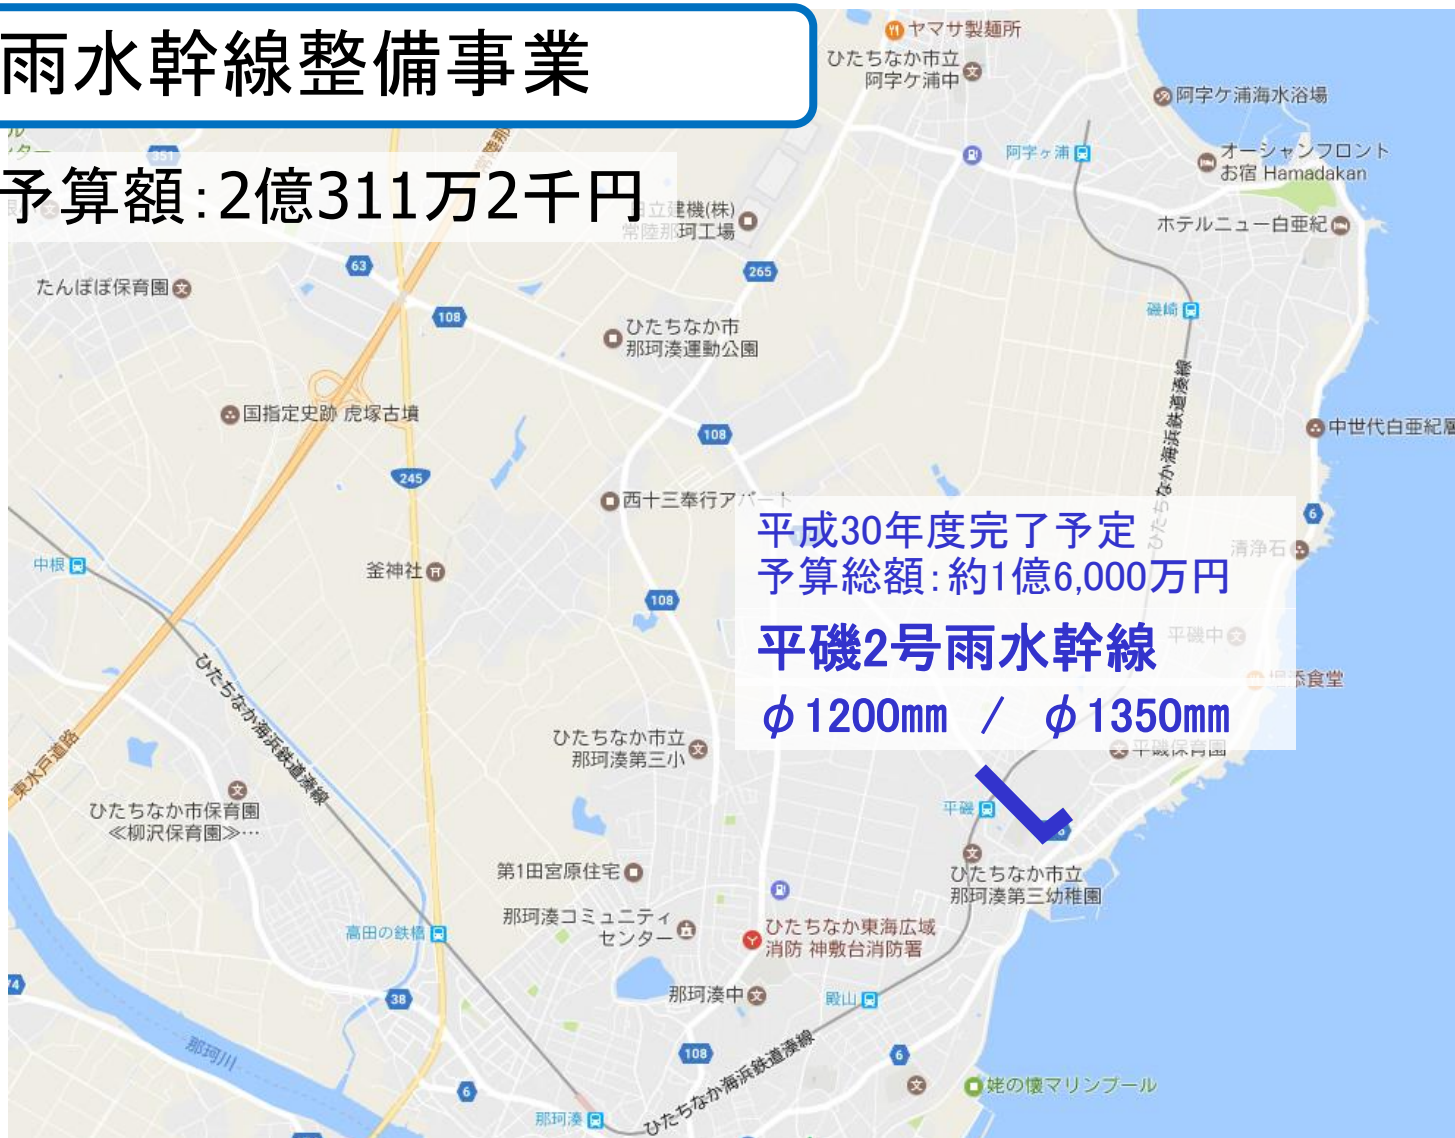 雨水幹線整備事業
予算額：2億311万2千円
ヤマサ製麺所
ひたちなか市立
阿字ケ浦中
阿字ケ浦海水浴場
阿字ヶ浦
オーシャンフロント
お宿 Hamadakan
ホテルニュー白亜紀
351
常陸那
日立建機(株)
常陸那珂工場
63
265
たんぽぽ保育園
108
ひたちなか市
那珂湊運動公園
磯崎
国指定史跡 虎塚古墳
108
ひたちなか海浜鉄道湊線
中世代白亜紀層
245
西十三奉行アパート
6
平成30年度完了予定
予算総額：約1億6,000万円
平磯2号雨水幹線
φ1200㎜ / φ1350㎜
清浄石
中根
釜神社
108
平磯中
添食堂
ひたちなか海浜鉄道湊線
東水戸道路
ひたちなか市立
那珂湊第三小
平磯保育園
ひたちなか市保育園
≪柳沢保育園≫…
平磯
6
第1田宮原住宅
ひたちなか市立
那珂湊第三幼稚園
那珂湊コミュニティ
センター
高田の鉄橋
ひたちなか東海広域
消防 神敷台消防署
74
38
那珂湊中
殿山
那珂川
108
6
6
ひたちなか海浜鉄道湊線
姥の懐マリンプール
那珂湊